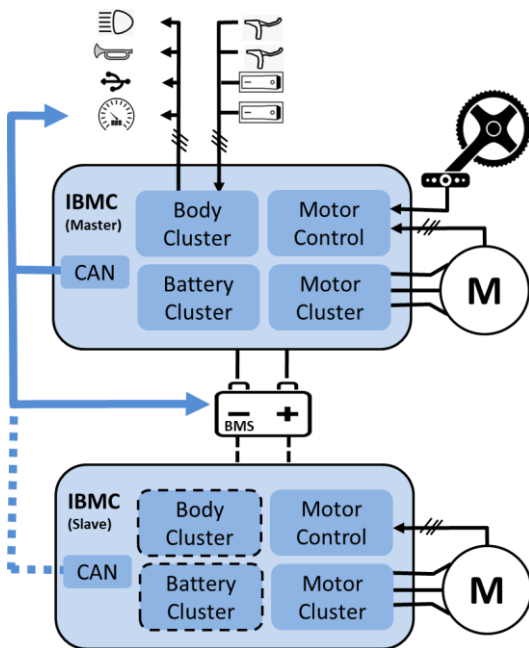 IBMC
(Master)
Body
Cluster
Motor
Control
CAN
Battery
Cluster
Motor
Cluster
M
− +
BMS
IBMC
(Slave)
Body
Cluster
Motor
Control
CAN
Battery
Cluster
Motor
Cluster
M